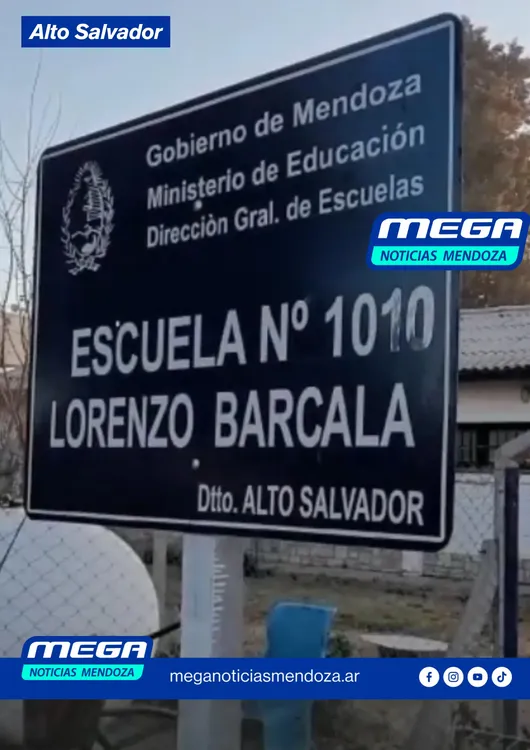 Alto Salvador
Gobierno de Mendoza
Ministerio de Educación
Direcciòn Gral. de Escuelas
MEGA
NOTICIAS MENDOZA
ESCUELA Nº 1010
LORENZO BARCALA
Dtto. ALTO SALVADOR
MEGA
NOTICIAS MENDOZA
meganoticiasmendoza.ar